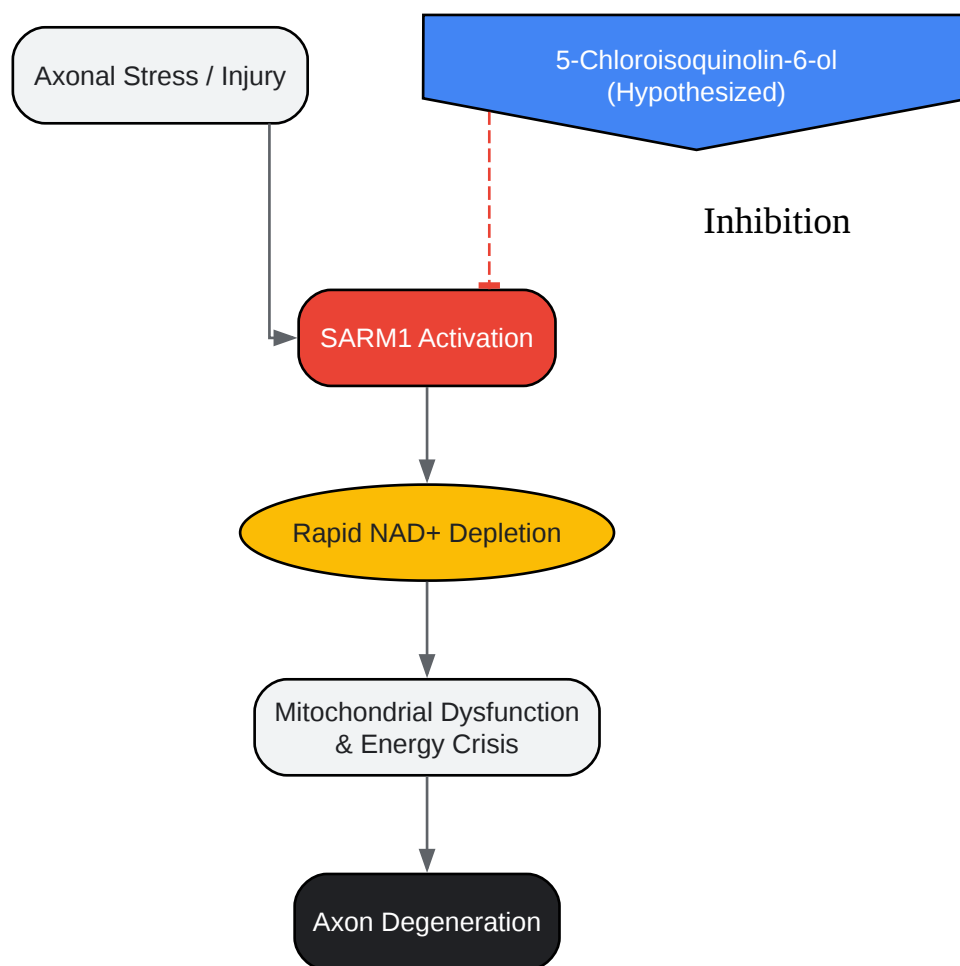 Axonal Stress / Injury
5-Chloroisoquinolin-6-ol
(Hypothesized)
Inhibition
SARM1 Activation
Rapid NAD+ Depletion
Mitochondrial Dysfunction
& Energy Crisis
Axon Degeneration